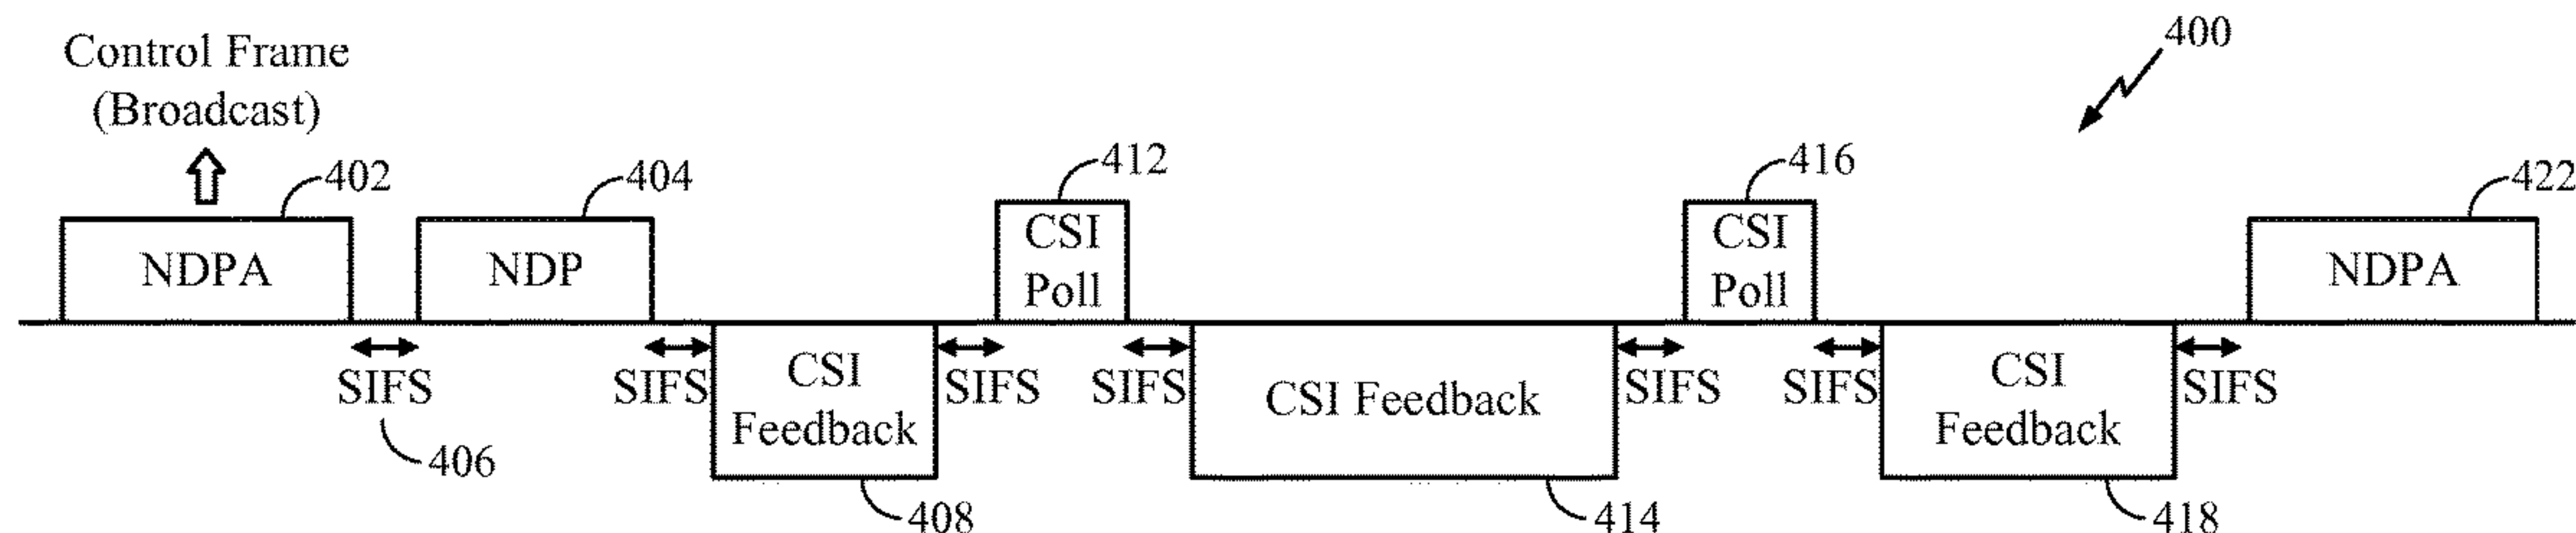 400
Control Frame
(Broadcast)
402
404
412
416
422
NDPA
NDP
CSI
Poll
CSI
Poll
NDPA
SIFS
SIFS
CSI
Feedback
SIFS
SIFS
CSI Feedback
SIFS
SIFS
CSI
Feedback
SIFS
406
408
414
418